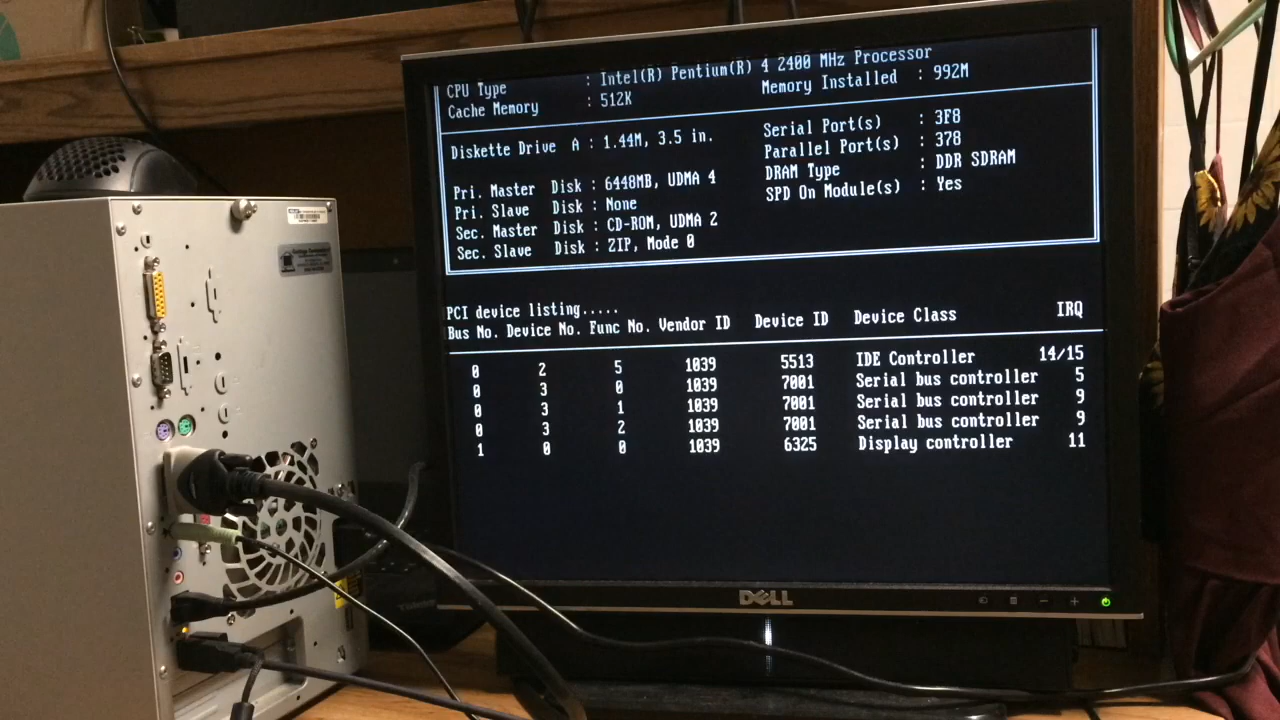 CPU Type : Intel(R) Pentium(R) 4 2400 MHz Processor
Cache Memory : 512K Memory Installed : 992M
Diskette Drive A : 1.44M, 3.5 in. Serial Port(s) : 3F8
Parallel Port(s) : 378
Pri. Master Disk : 6448MB, UDMA 4 DRAM Type : DDR SDRAM
Pri. Slave Disk : None SPD On Module(s) : Yes
Sec. Master Disk : CD-ROM, UDMA 2
Sec. Slave Disk : ZIP, Mode 0
PCI device listing.....
Bus No. Device No. Func No. Vendor ID Device ID Device Class IRQ
0 2 5 1039 5513 IDE Controller 14/15
0 3 0 1039 7001 Serial bus controller 5
0 3 1 1039 7001 Serial bus controller 9
0 3 2 1039 7001 Serial bus controller 9
1 0 0 1039 6325 Display controller 11
DELL